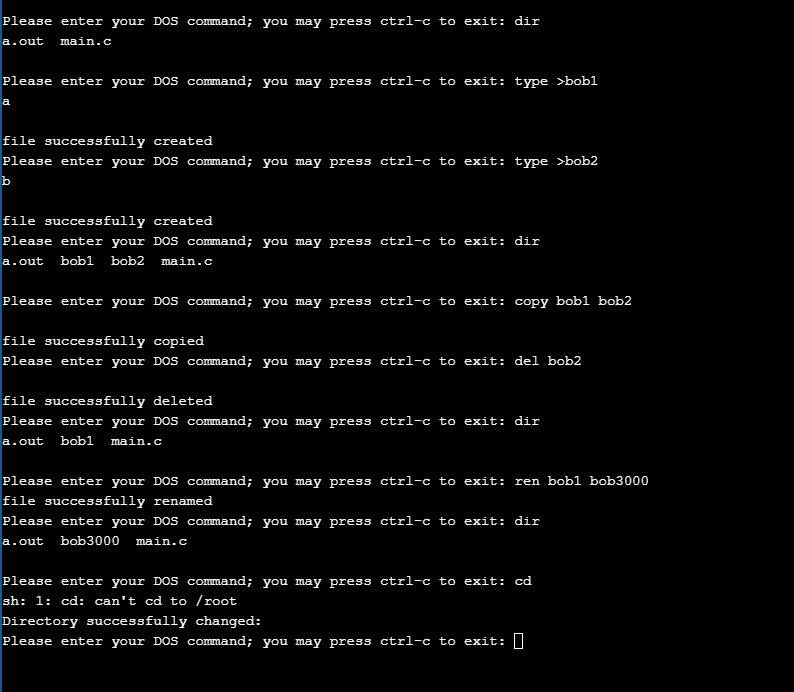 Please enter your DOS command; you may press ctrl-c to exit: dir
a.out  main.c
Please enter your DOS command; you may press ctrl-c to exit: type >bob1
a
file successfully created
Please enter your DOS command; you may press ctrl-c to exit: type >bob2
b
file successfully created
Please enter your DOS command; you may press ctrl-c to exit: dir
a.out  bob1  bob2  main.c
Please enter your DOS command; you may press ctrl-c to exit: copy bob1 bob2
file successfully copied
Please enter your DOS command; you may press ctrl-c to exit: del bob2
file successfully deleted
Please enter your DOS command; you may press ctrl-c to exit: dir
a.out  bob1  main.c
Please enter your DOS command; you may press ctrl-c to exit: ren bob1 bob3000
file successfully renamed
Please enter your DOS command; you may press ctrl-c to exit: dir
a.out  bob3000  main.c
Please enter your DOS command; you may press ctrl-c to exit: cd
sh: 1: cd: can't cd to /root
Directory successfully changed:
Please enter your DOS command; you may press ctrl-c to exit: